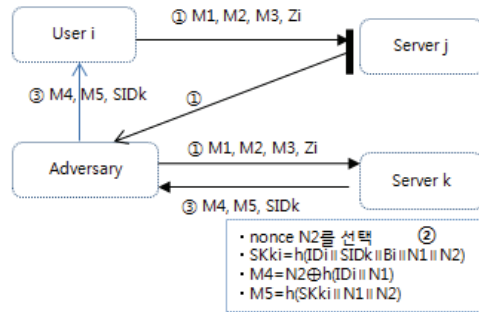 ① M1, M2, M3, Zi
User i
Server j
③ M4, M5, SIDk
①
① M1, M2, M3, Zi
Adversary
Server k
③ M4, M5, SIDk
• nonce N2를 선택 ②
• SKki=h(IDi∥SIDk∥Bi∥N1∥N2)
• M4=N2⊕h(IDi∥N1)
• M5=h(SKki∥N1∥N2)